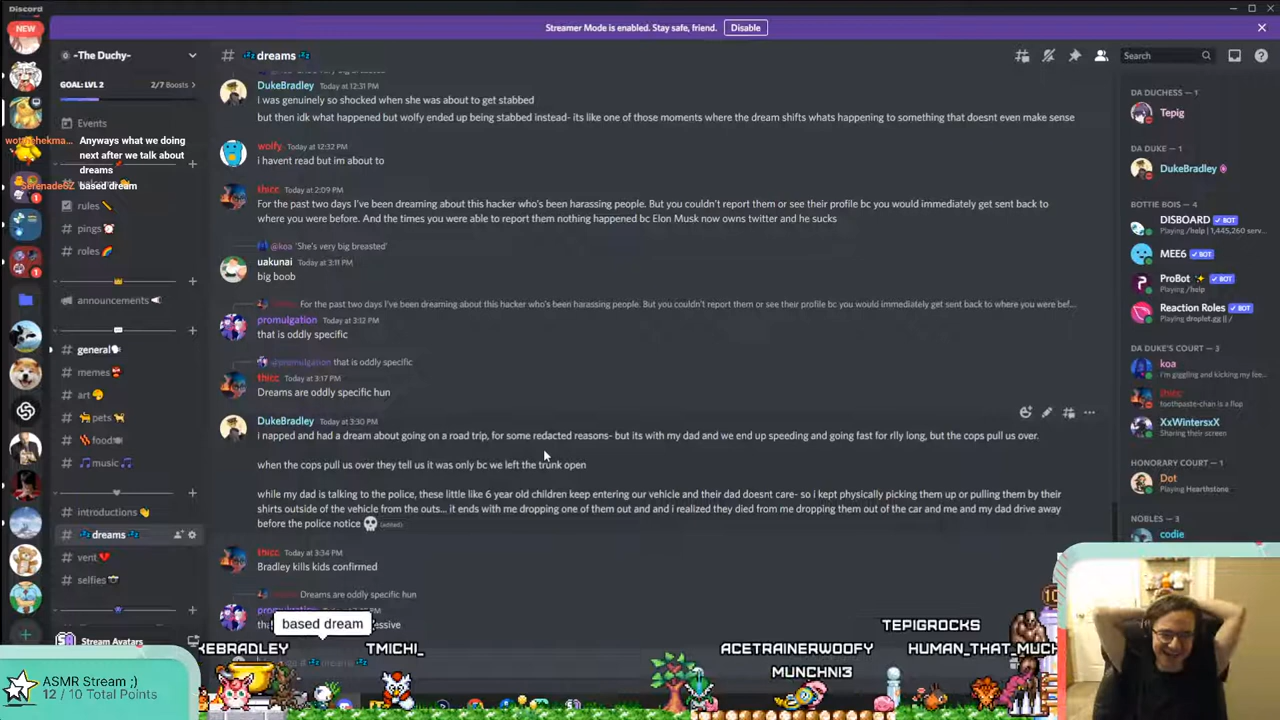 Discord
NEW
Streamer Mode is enabled. Stay safe, friend.
Disable
-The Duchy-
GOAL: LVL 2
2/7 Boosts
Events
Anyways what we doing
next after we talk about
dreams
Serenade6Z
based dream
rules
pings
roles
announcements
general
memes
art
pets
food
music
introductions
dreams
vent
selfies
Stream Avatars
dreams
Search
DukeBradley Today at 12:31 PM
I was genuinely so shocked when she was about to get stabbed
but then idk what happened but wolfy ended up being stabbed instead- its like one of those moments where the dream shifts whats happening to something that doesnt even make sense
wolfy Today at 12:32 PM
i havent read but im about to
thicc Today at 2:09 PM
For the past two days I've been dreaming about this hacker who's been harassing people. But you couldn't report them or see their profile bc you would immediately get sent back to
where you were before. And the times you were able to report them nothing happened bc Elon Musk now owns twitter and he sucks
@koa 'She's very big breasted'
uakunai Today at 3:11 PM
big boob
For the past two days I've been dreaming about this hacker who's been harassing people. But you couldn't report them or see their profile bc you would immediately get sent back to where you were bef...
promulgation Today at 3:12 PM
that is oddly specific
@promulgation that is oddly specific
thicc Today at 3:17 PM
Dreams are oddly specific hun
DukeBradley Today at 3:30 PM
i napped and had a dream about going on a road trip, for some redacted reasons- but its with my dad and we end up speeding and going fast for rlly long, but the cops pull us over.
when the cops pull us over they tell us it was only bc we left the trunk open
while my dad is talking to the police, these little like 6 year old children keep entering our vehicle and their dad doesnt care- so i kept physically picking them up or pulling them by their
shirts outside of the vehicle from the outs... it ends with me dropping one of them out and and i realized they died from me dropping them out of the car and me and my dad drive away
before the police notice (edited)
thicc Today at 3:34 PM
Bradley kills kids confirmed
Dreams are oddly specific hun
based dream
DA DUCHESS — 1
Tepig
DA DUKE — 1
DukeBradley
BOTTIE BOIS — 4
DISBOARD BOT
Playing /help | 1,445,260 serv...
MEE6 BOT
ProBot BOT
Playing /help
Reaction Roles BOT
Playing droplet.gg || /
DA DUKE'S COURT — 3
koa
I'm giggling and kicking my fee...
thicc
toothpaste-chan is a flop
XxWintersxX
Sharing their screen
HONORARY COURT — 1
Dot
Playing Hearthstone
NOBLES — 3
codie
KEBRADLEY
TMICHI_
ACETRAINERWOOFY
MUNCHNI3
TEPIGROCKS
HUMAN_THAT_MUCH
ASMR Stream ;)
12 / 10 Total Points